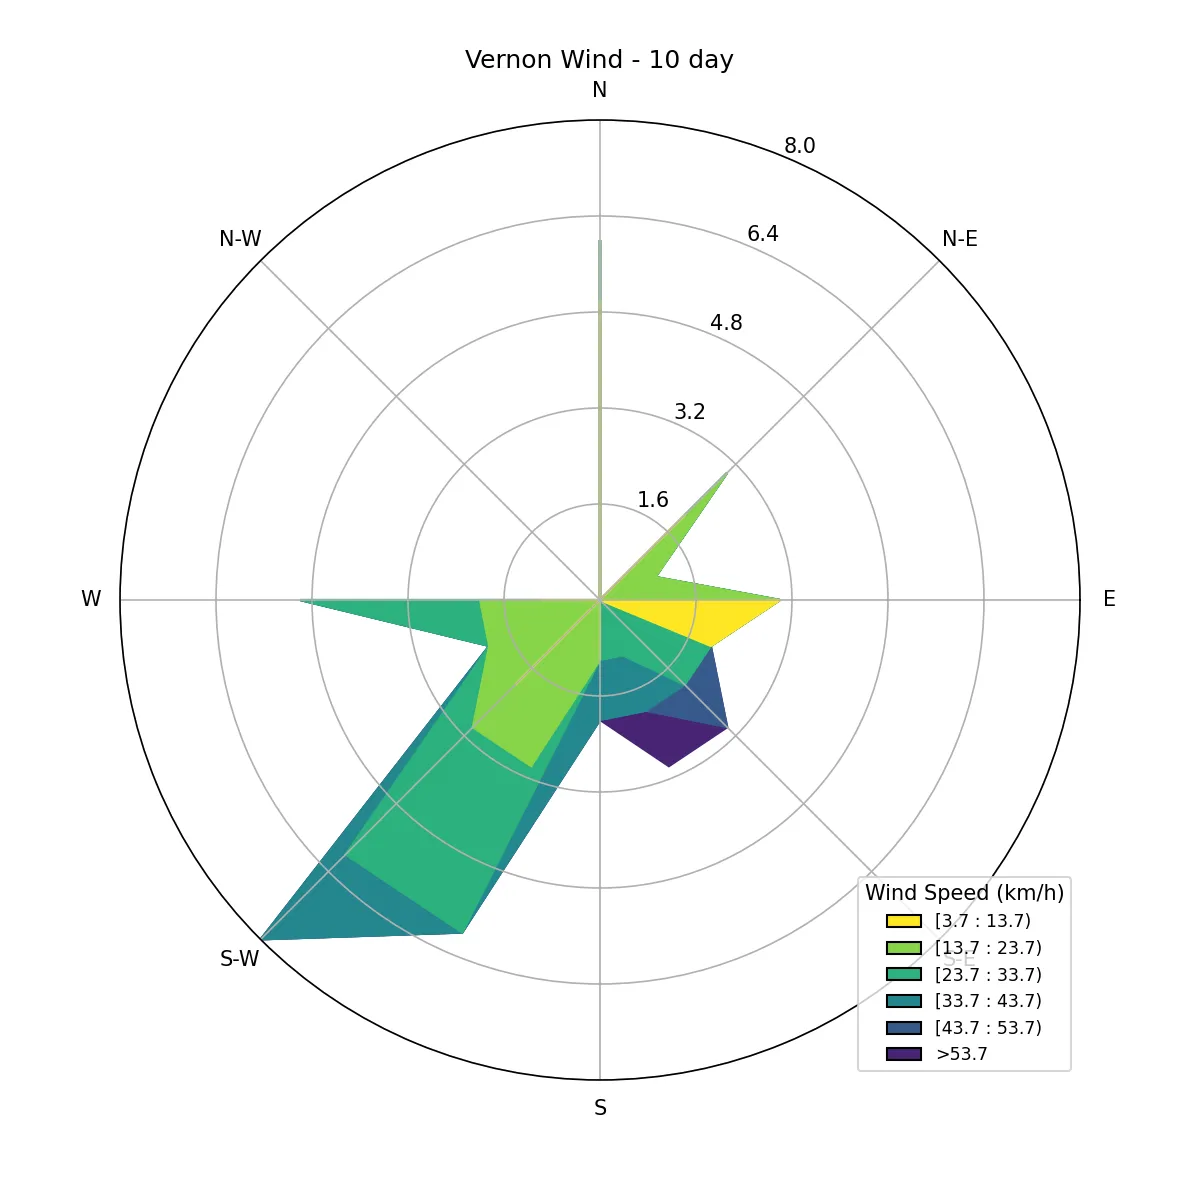 Vernon Wind - 10 day
N
8.0
N-W
6.4
N-E
4.8
3.2
1.6
W
E
S-W
S-E
Wind Speed (km/h)
[3.7 : 13.7)
[13.7 : 23.7)
[23.7 : 33.7)
[33.7 : 43.7)
[43.7 : 53.7)
>53.7
S